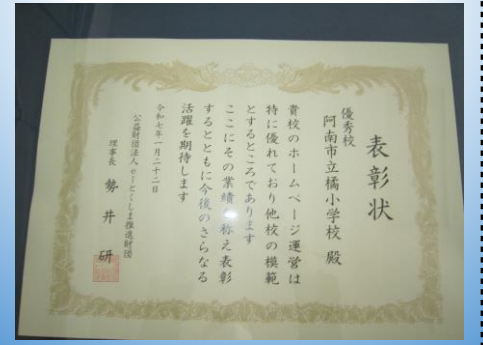 表彰状
優秀校
阿南市立橘小学校 殿
貴校のホームページ運営は
特に優れており他校の模範
とするところであります
ここにその業績を称え表彰
するとともに今後のさらなる
活躍を期待します
令和七年一月二十二日
公益財団法人 e-とくしま推進財団
理事長 勢井 研